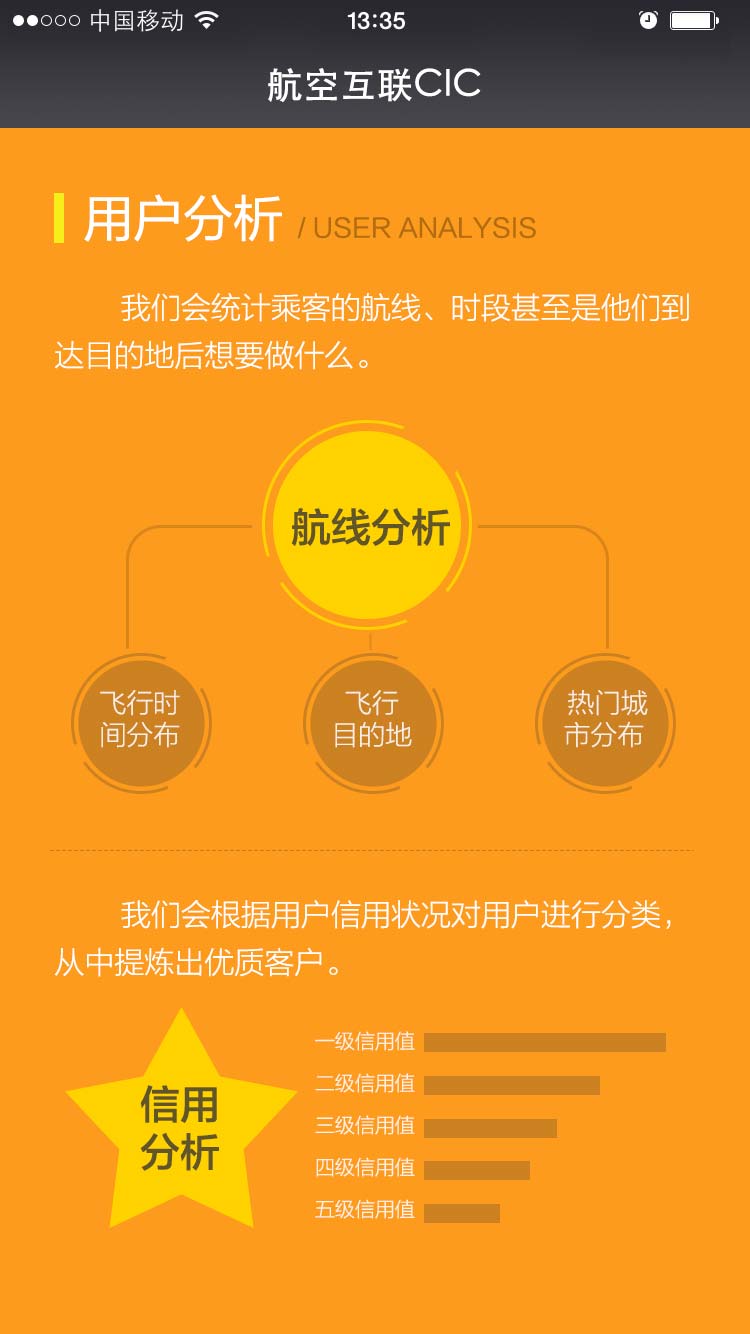 中国移动
13:35
航空互联CIC
用户分析 / USER ANALYSIS
我们会统计乘客的航线、时段甚至是他们到
达目的地后想要做什么。
航线分析
飞行时
间分布
飞行
目的地
热门城
市分布
我们会根据用户信用状况对用户进行分类，
从中提炼出优质客户。
信用
分析
一级信用值
二级信用值
三级信用值
四级信用值
五级信用值